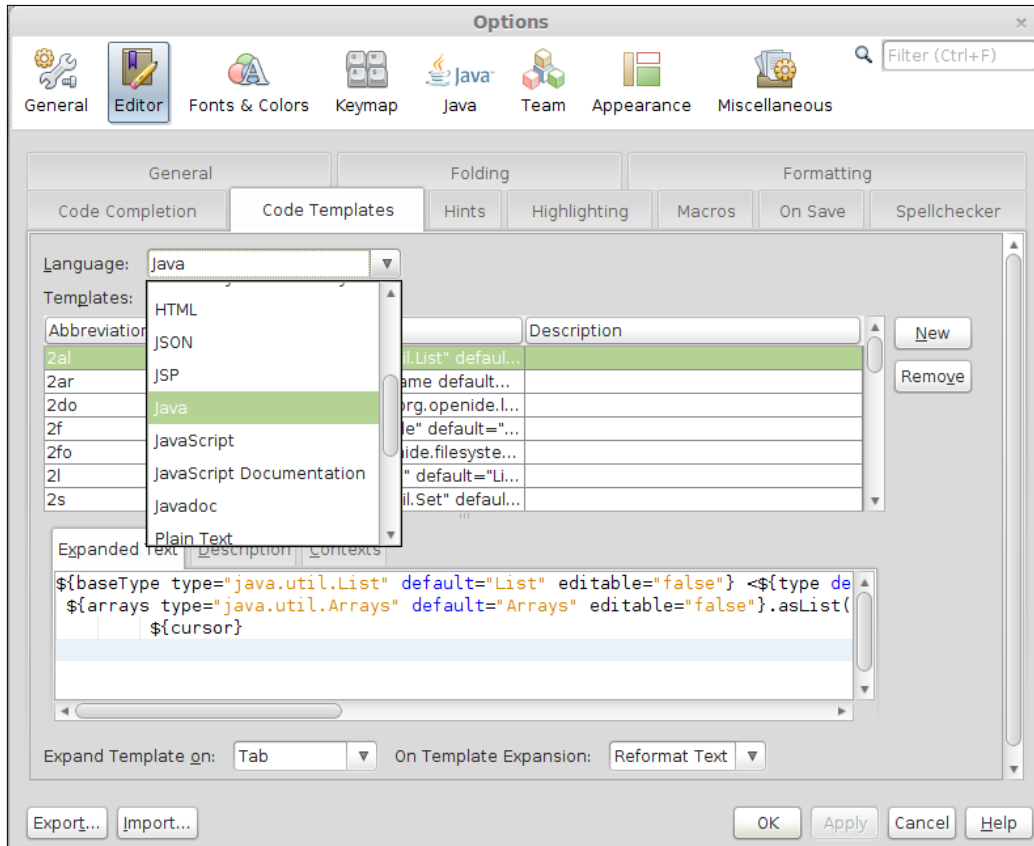 Options
Filter (Ctrl+F)
General Editor Fonts & Colors Keymap Java Java Team Appearance Miscellaneous
General Folding Formatting
Code Completion Code Templates Hints Highlighting Macros On Save Spellchecker
Language: Java
Templates:
HTML
JSON
JSP
Java
JavaScript
JavaScript Documentation
Javadoc
Plain Text
Abbreviation Description
2al il.List" defaul...
2ar ame default...
2do org.openide.l...
2f le" default="...
2fo ide.filesyste...
2l " default="Li...
2s il.Set" defaul...
New
Remove
Expanded Text Description Contexts
${baseType type="java.util.List" default="List" editable="false"} <${type de
${arrays type="java.util.Arrays" default="Arrays" editable="false"}.asList(
${cursor}
Expand Template on: Tab On Template Expansion: Reformat Text
Export... Import... OK Apply Cancel Help